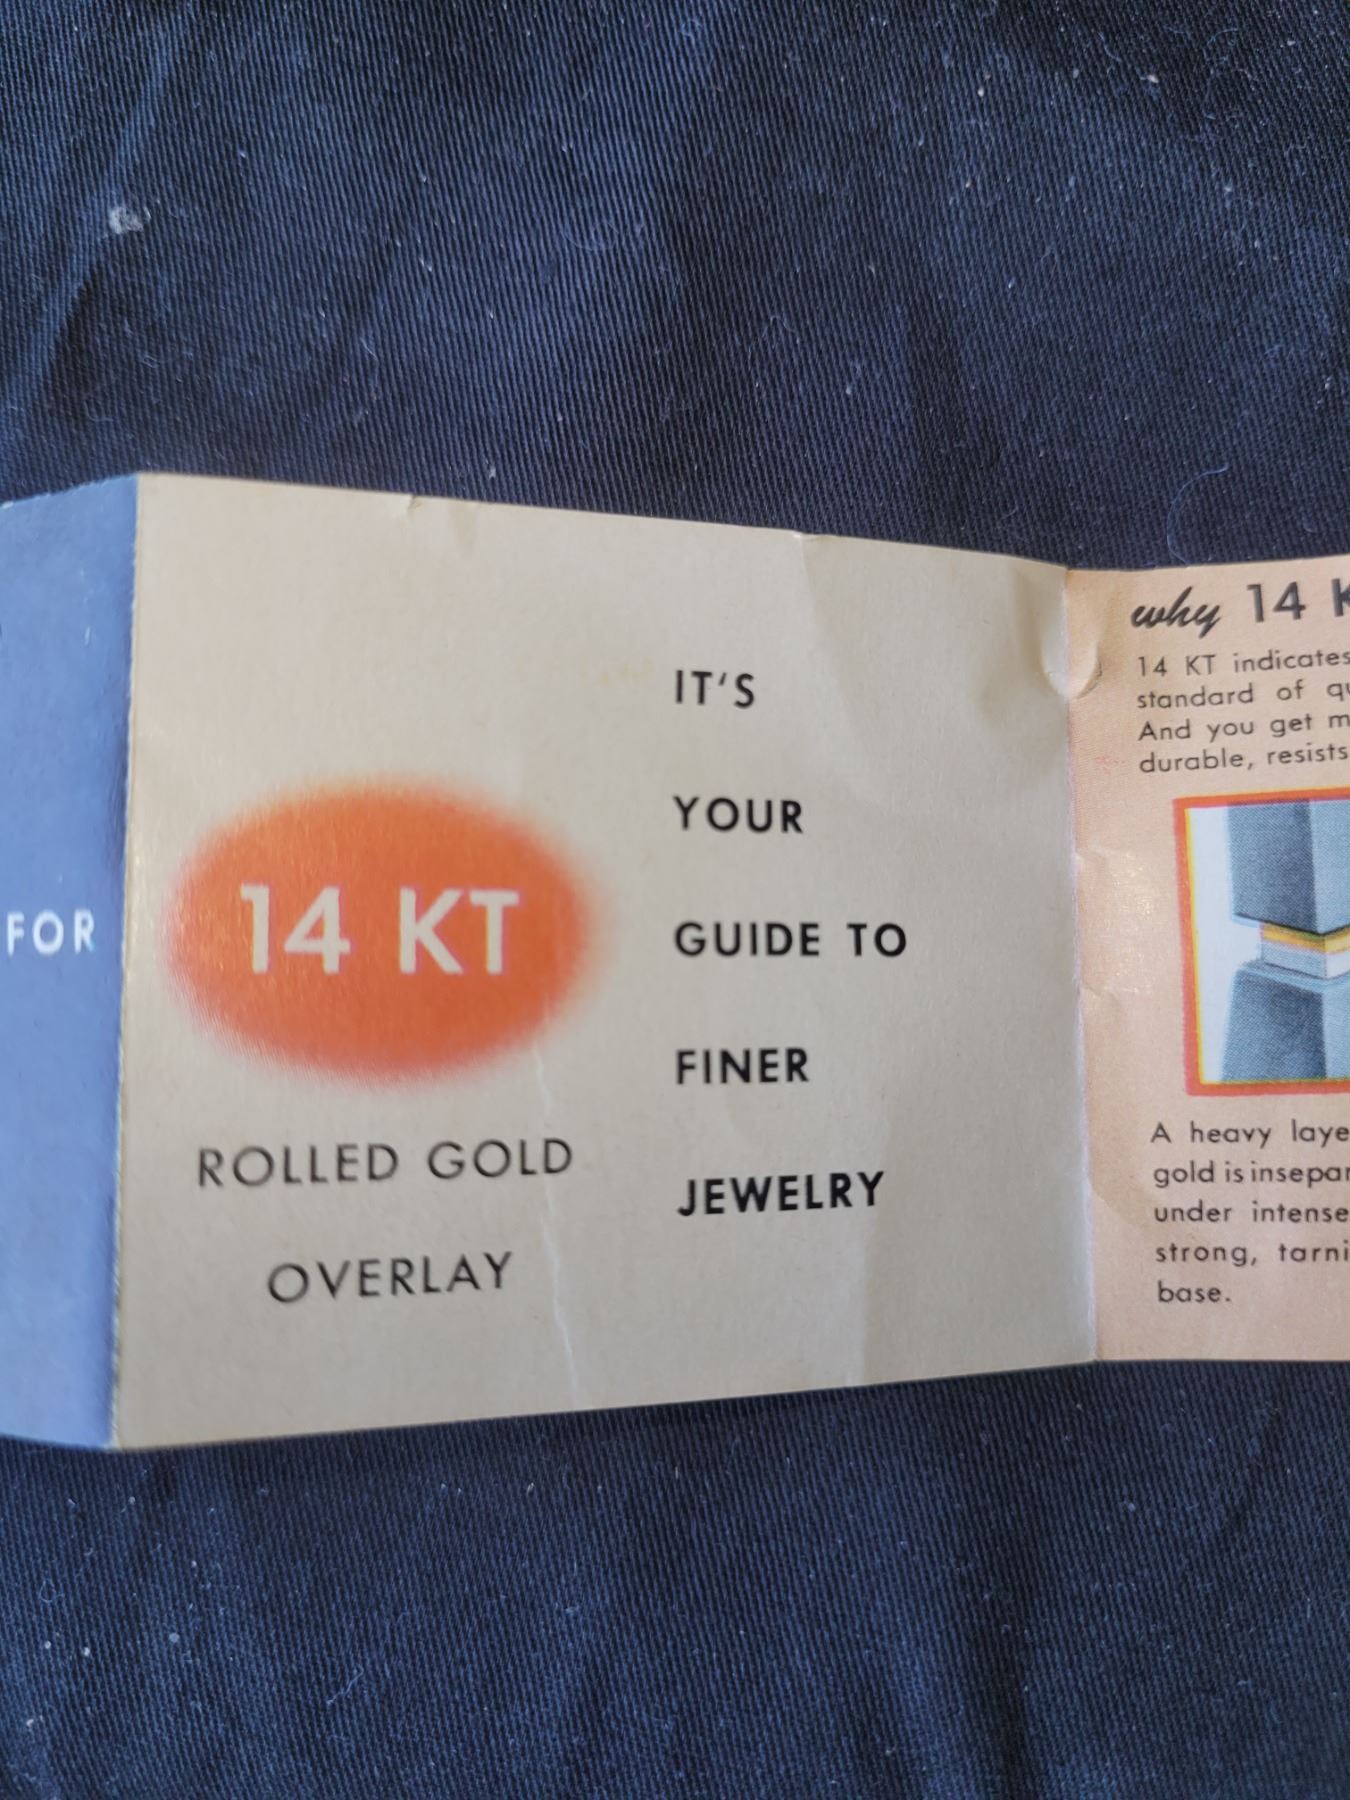 FOR
14 KT
ROLLED GOLD
OVERLAY
IT'S
YOUR
GUIDE TO
FINER
JEWELRY
why 14
14 KT indicates
standard of
And you get
durable, resists
A heavy
gold is
under intense
strong,
base.